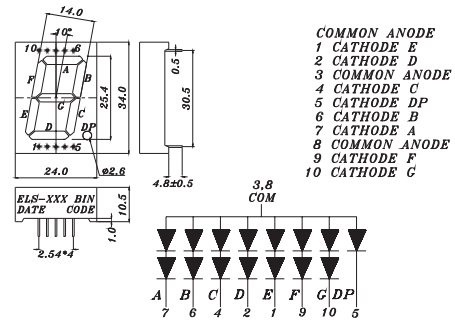 14.0
10°
10
6
A
F
B
G
E
C
D
DP
1
5
25.4
34.0
24.0
ø2.6
0.5
30.5
4.8±0.5
COMMON ANODE
1 CATHODE E
2 CATHODE D
3 COMMON ANODE
4 CATHODE C
5 CATHODE DP
6 CATHODE B
7 CATHODE A
8 COMMON ANODE
9 CATHODE F
10 CATHODE G
ELS-XXX BIN
DATE CODE
10.5
1.0
2.54*4
3,8
COM
A B C D E F G DP
7 6 4 2 1 9 10 5